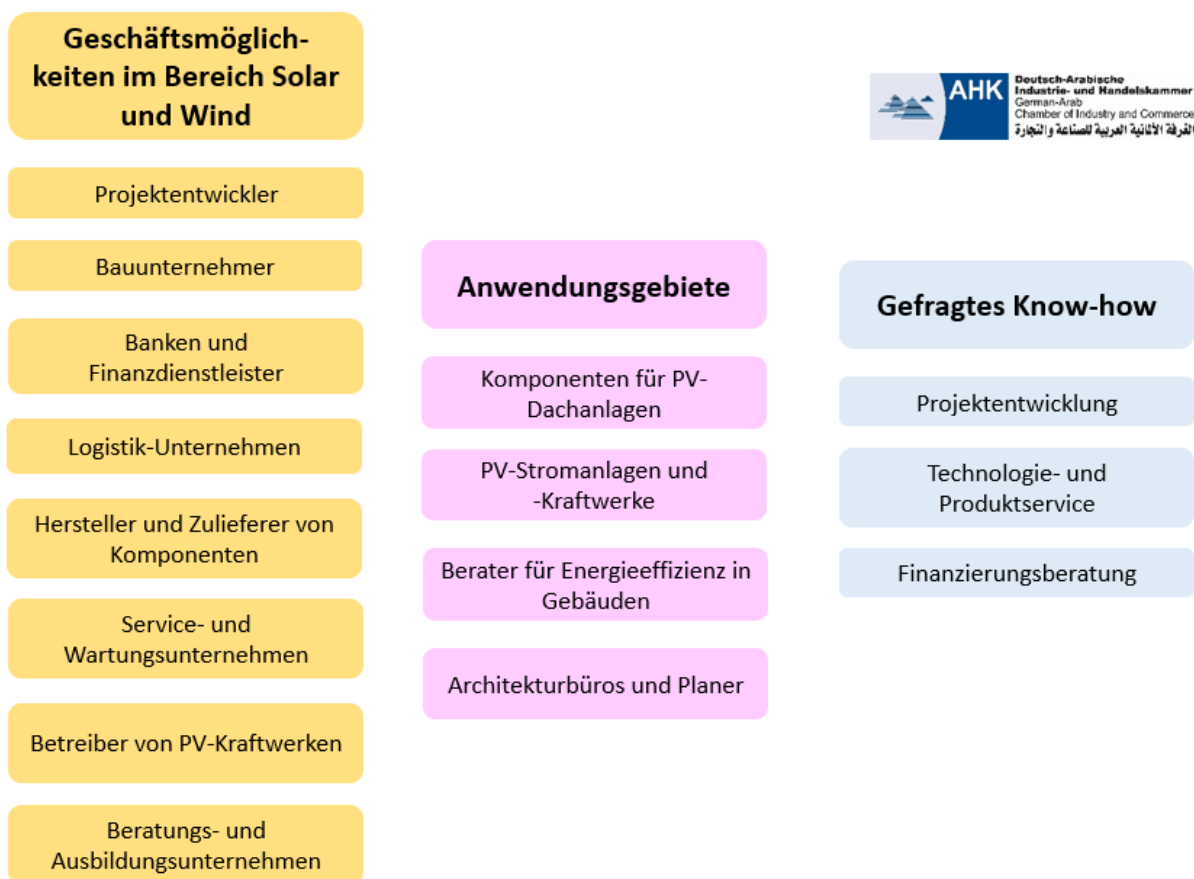 Geschäftsmöglich-
keiten im Bereich Solar
und Wind
Projektentwickler
Bauunternehmer
Banken und
Finanzdienstleister
Logistik-Unternehmen
Hersteller und Zulieferer von
Komponenten
Service- und
Wartungsunternehmen
Betreiber von PV-Kraftwerken
Beratungs- und
Ausbildungsunternehmen
Anwendungsgebiete
Komponenten für PV-
Dachanlagen
PV-Stromanlagen und
-Kraftwerke
Berater für Energieeffizienz in
Gebäuden
Architekturbüros und Planer
AHK
Deutsch-Arabische
Industrie- und Handelskammer
German-Arab
Chamber of Industry and Commerce
الغرفة الألمانية العربية للصناعة والتجارة
Gefragtes Know-how
Projektentwicklung
Technologie- und
Produktservice
Finanzierungsberatung